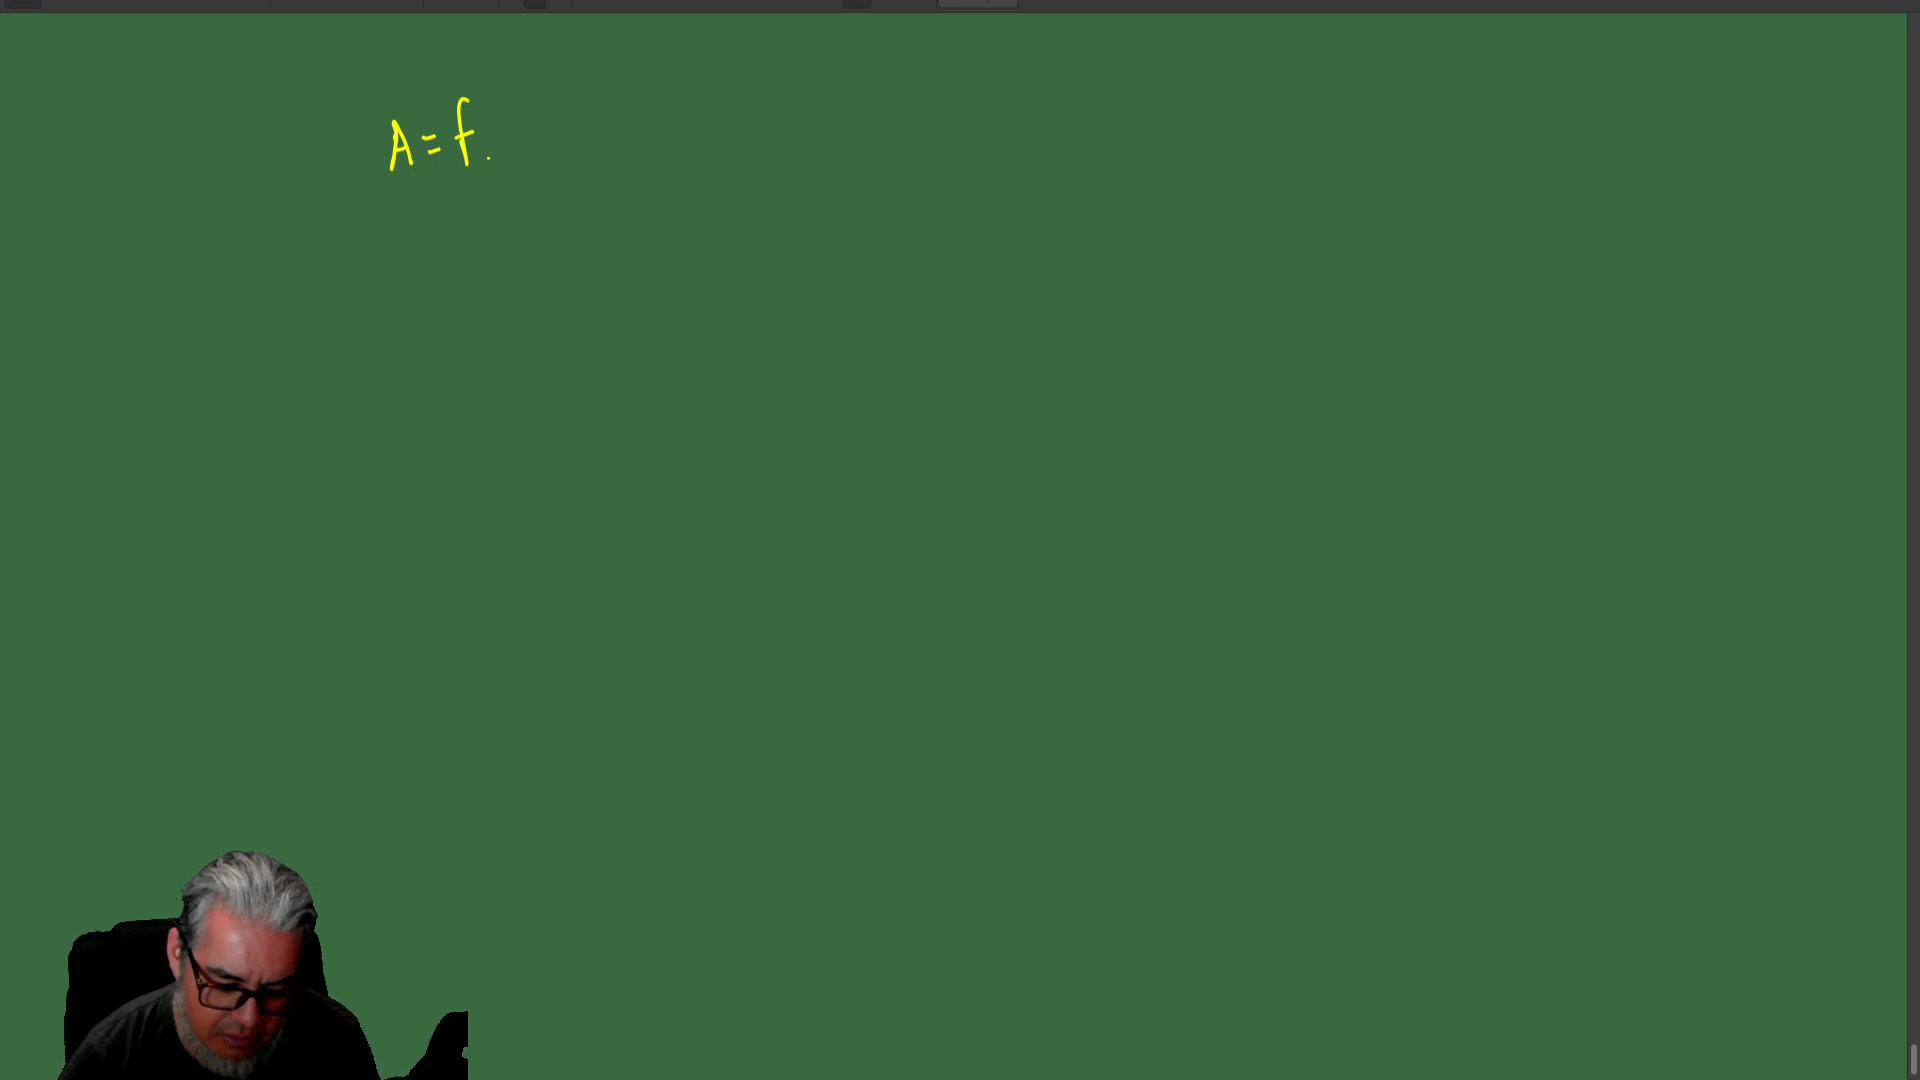 A = f.